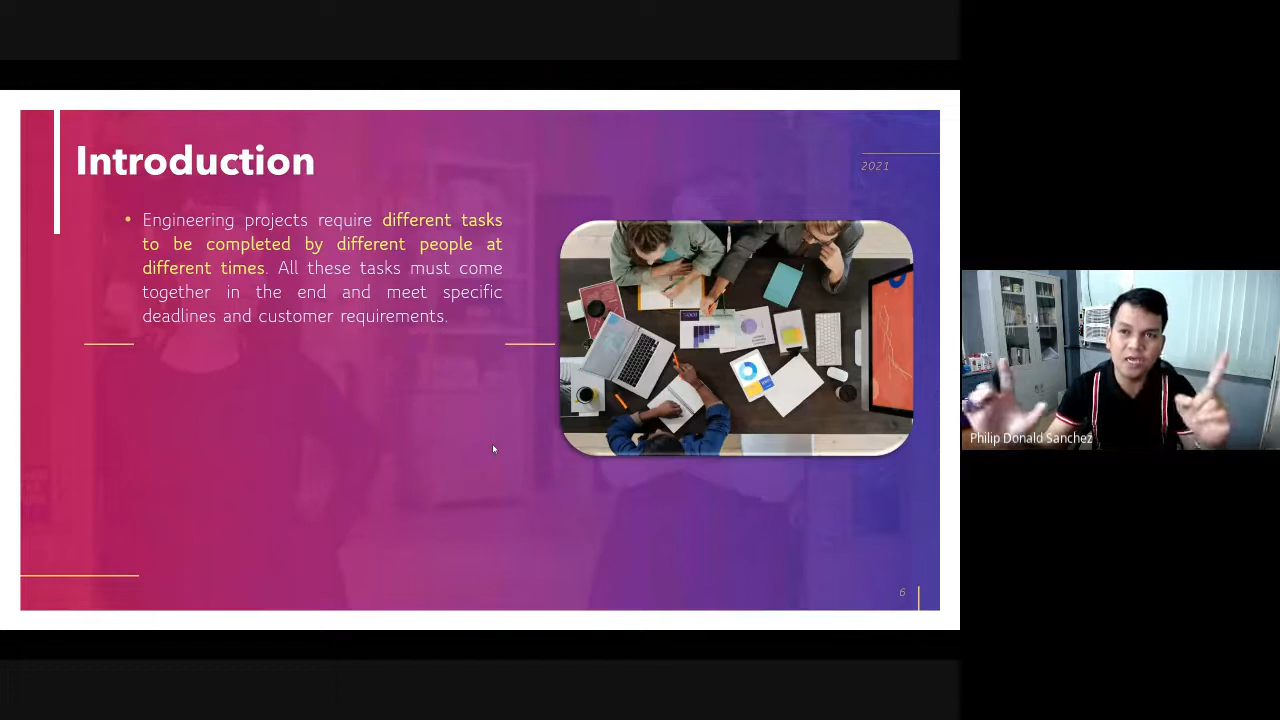 Introduction
2021
• Engineering projects require different tasks
to be completed by different people at
different times. All these tasks must come
together in the end and meet specific
deadlines and customer requirements.
Philip Donald Sanchez
6